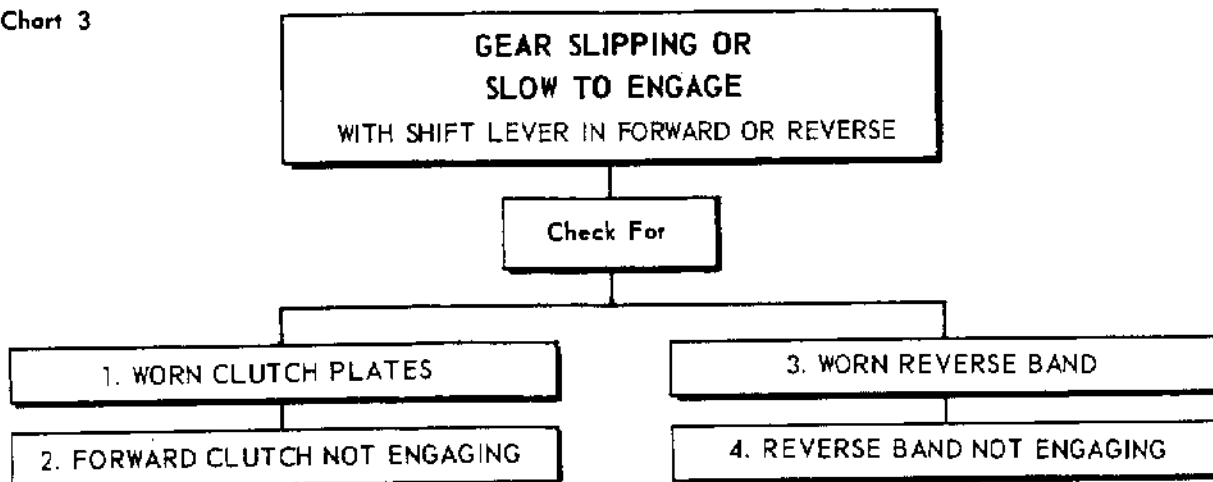 Chart 3
GEAR SLIPPING OR
SLOW TO ENGAGE
WITH SHIFT LEVER IN FORWARD OR REVERSE
Check For
1. WORN CLUTCH PLATES
3. WORN REVERSE BAND
2. FORWARD CLUTCH NOT ENGAGING
4. REVERSE BAND NOT ENGAGING